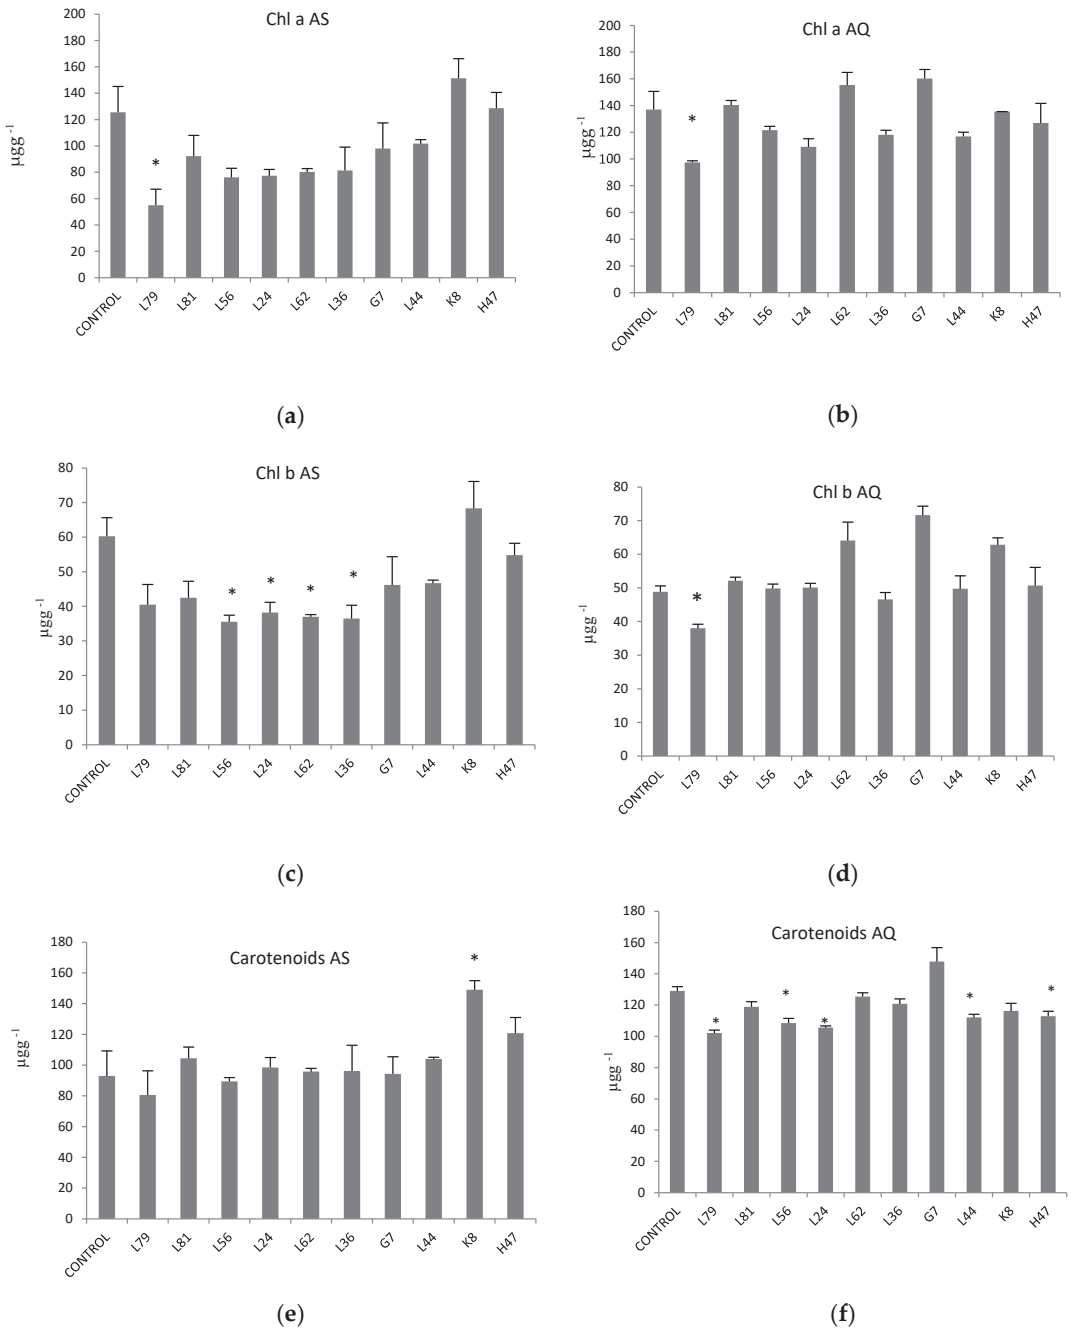 Chl a AS
200
180
160
140
120
100
80
60
40
20
0
μgg⁻¹
*
CONTROL L79 L81 L56 L24 L62 L36 G7 L44 K8 H47
(a)
Chl a AQ
200
180
160
140
120
100
80
60
40
20
0
μgg⁻¹
*
CONTROL L79 L81 L56 L24 L62 L36 G7 L44 K8 H47
(b)
Chl b AS
80
70
60
50
40
30
20
10
0
μgg⁻¹
* * * *
CONTROL L79 L81 L56 L24 L62 L36 G7 L44 K8 H47
(c)
Chl b AQ
80
70
60
50
40
30
20
10
0
μgg⁻¹
*
CONTROL L79 L81 L56 L24 L62 L36 G7 L44 K8 H47
(d)
Carotenoids AS
180
160
140
120
100
80
60
40
20
0
μgg⁻¹
*
CONTROL L79 L81 L56 L24 L62 L36 G7 L44 K8 H47
(e)
Carotenoids AQ
180
160
140
120
100
80
60
40
20
0
μgg⁻¹
* * * * *
CONTROL L79 L81 L56 L24 L62 L36 G7 L44 K8 H47
(f)